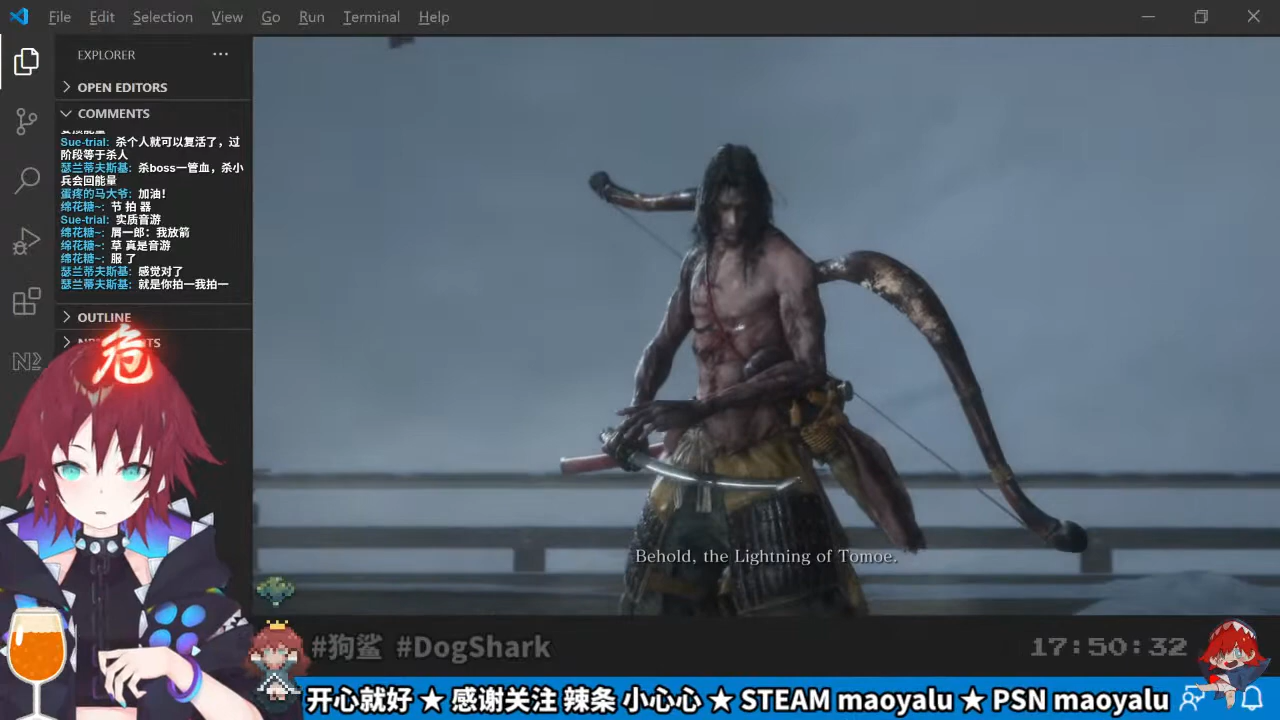 File Edit Selection View Go Run Terminal Help
EXPLORER
OPEN EDITORS
COMMENTS
Sue-trial: 杀个人就可以复活了，过
阶段等于杀人
瑟兰蒂夫斯基: 杀boss一管血，杀小
兵会回能量
蛋疼的马大爷: 加油！
绵花糖~: 节 拍 器
Sue-trial: 实质音游
绵花糖~: 屑一郎：我放箭
绵花糖~: 草 真是音游
绵花糖~: 服 了
瑟兰蒂夫斯基: 感觉对了
瑟兰蒂夫斯基: 就是你拍一我拍一
OUTLINE
危
Behold, the Lightning of Tomoe.
#狗鲨 #DogShark
17:50:32
开心就好 ★ 感谢关注 辣条 小心心 ★ STEAM maoyalu ★ PSN maoyalu